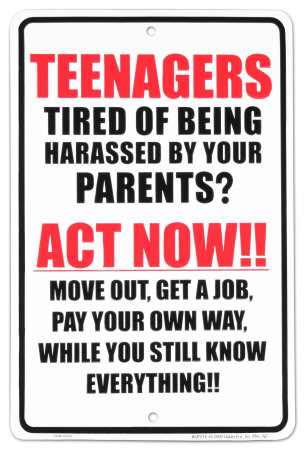 TEENAGERS
TIRED OF BEING
HARASSED BY YOUR
PARENTS?
ACT NOW!!
MOVE OUT, GET A JOB,
PAY YOUR OWN WAY,
WHILE YOU STILL KNOW
EVERYTHING!!